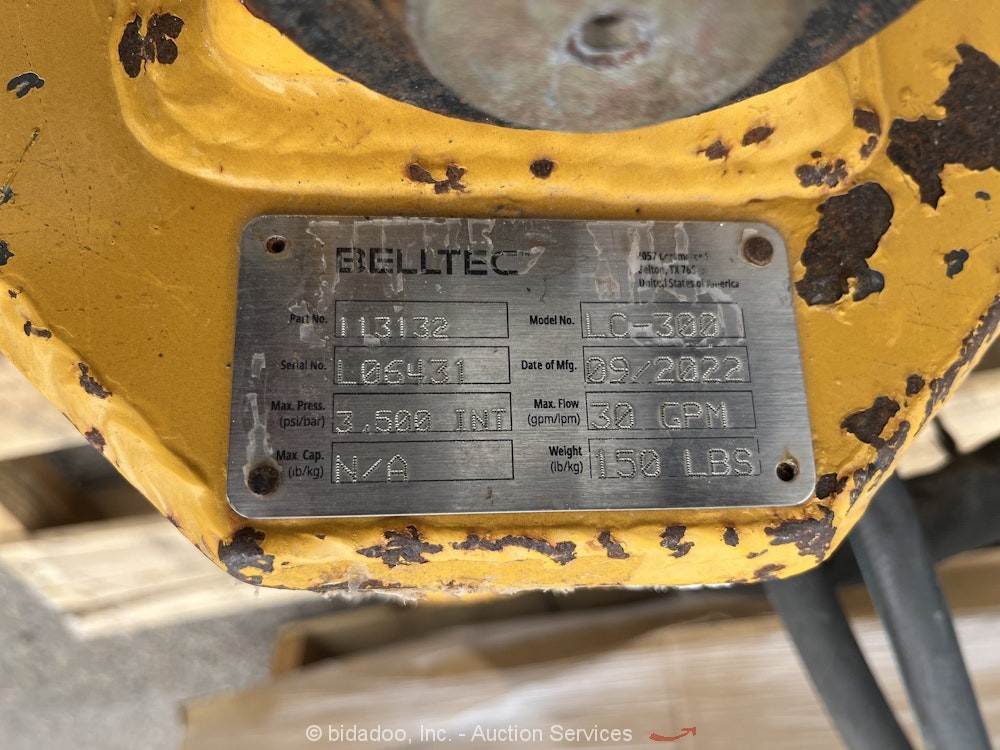 BELLTEC™
Belton, TX
United States of America
Part No. 113132 Model No. LC-300
Serial No. L06431 Date of Mfg. 09/2022
Max. Press. (psi/bar) 3,500 INT Max. Flow (gpm/lpm) 30 GPM
Max. Cap. (lb/kg) N/A Weight (lb/kg) 150 LBS
© bidadoo, Inc. - Auction Services